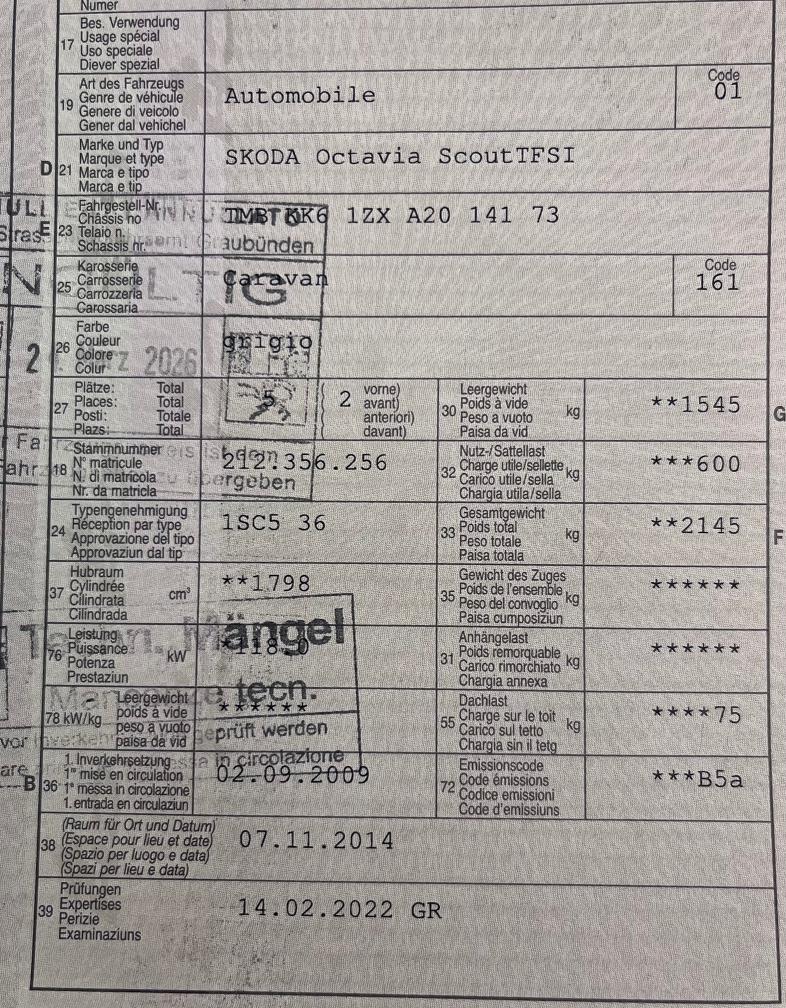 Numer
17 Bes. Verwendung
Usage spécial
Uso speciale
Diever spezial
19 Art des Fahrzeugs
Genre de véhicule
Genere di veicolo
Gener dal vehichel
Automobile
Code
01
D 21 Marke und Typ
Marque et type
Marca e tipo
Marca e tip
SKODA Octavia ScoutTFSI
E 23 Fahrgestell-Nr.
Châssis no
Telaio n.
Schassis nr.
KK6 1ZX A20 141 73
aubünden
25 Karosserie
Carrosserie
Carrozzeria
Carossaria
Caravan
Code
161
26 Farbe
Couleur
Colore
Colur
grigio
2
März 2026
27 Plätze: Total
Places: Total
Posti: Totale
Plazs: Total
5
2 vorne)
avant)
anteriori)
davant)
30 Leergewicht
Poids à vide
Peso a vuoto
Paisa da vid
kg
**1545
G
18 Stammnummer
N° matricule
N. di matricola
Nr. da matricla
212.356.256
übergeben
32 Nutz-/Sattellast
Charge utile/sellette
Carico utile/sella
Chargia utila/sella
kg
***600
24 Typengenehmigung
Réception par type
Approvazione del tipo
Approvaziun dal tip
1SC5 36
33 Gesamtgewicht
Poids total
Peso totale
Paisa totala
kg
**2145
F
37 Hubraum
Cylindrée
Cilindrata
Cilindrada
cm³
**1798
35 Gewicht des Zuges
Poids de l'ensemble
Peso del convoglio
Paisa cumposiziun
kg
******
76 Leistung
Puissance
Potenza
Prestaziun
kW
*118.0
Mängel
31 Anhängelast
Poids remorquable
Carico rimorchiato
Chargia annexa
kg
******
78 kW/kg
Leergewicht
poids à vide
peso a vuoto
paisa da vid
******
tecn.
geprüft werden
55 Dachlast
Charge sur le toit
Carico sul tetto
Chargia sin il tetg
kg
****75
B 36 1. Inverkehrsetzung
1re mise en circulation
1a messa in circolazione
1. entrada en circulaziun
in circolazione
02.09.2009
72 Emissionscode
Code émissions
Codice emissioni
Code d'emissiuns
***B5a
38 (Raum für Ort und Datum)
(Espace pour lieu et date)
(Spazio per luogo e data)
(Spazi per lieu e data)
07.11.2014
39 Prüfungen
Expertises
Perizie
Examinaziuns
14.02.2022 GR